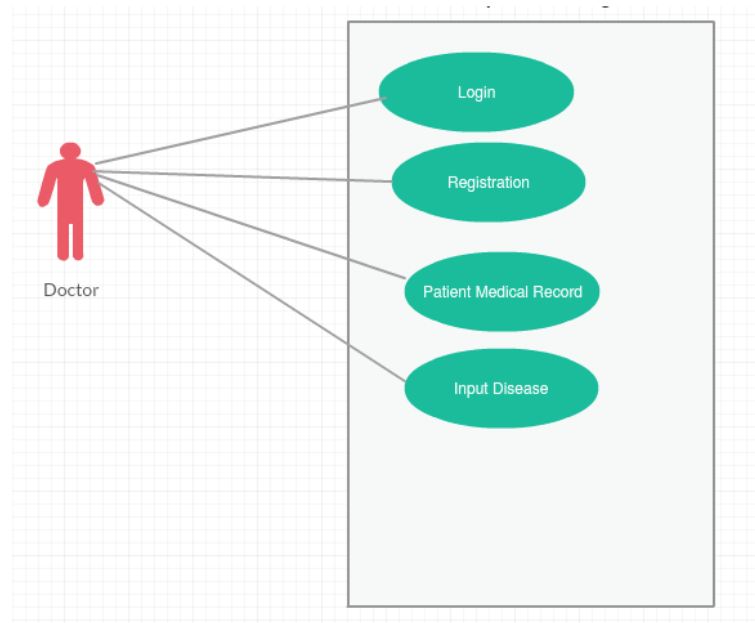 Login
Registration
Patient Medical Record
Doctor
Input Disease